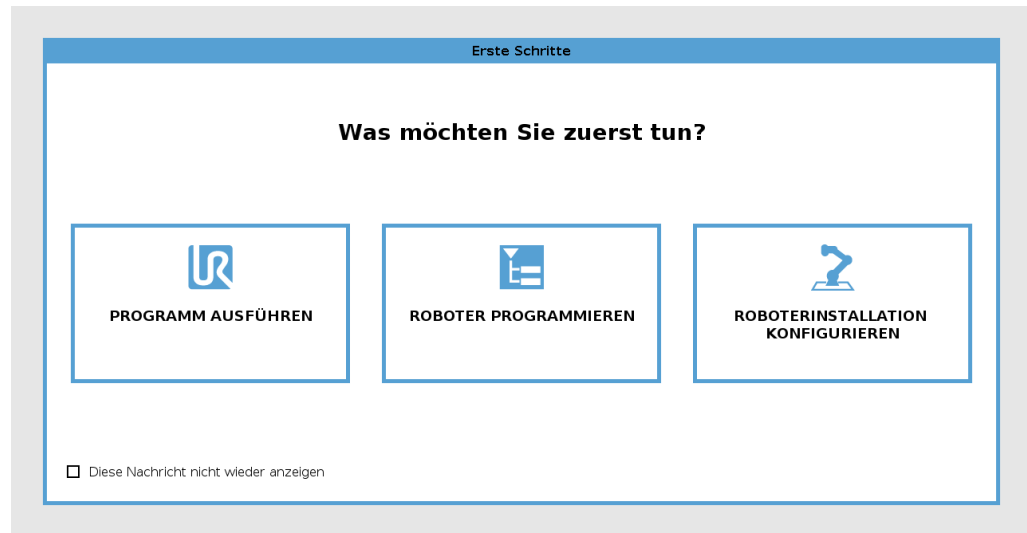 Erste Schritte
Was möchten Sie zuerst tun?
PROGRAMM AUSFÜHREN
ROBOTER PROGRAMMIEREN
ROBOTERINSTALLATION
KONFIGURIEREN
Diese Nachricht nicht wieder anzeigen